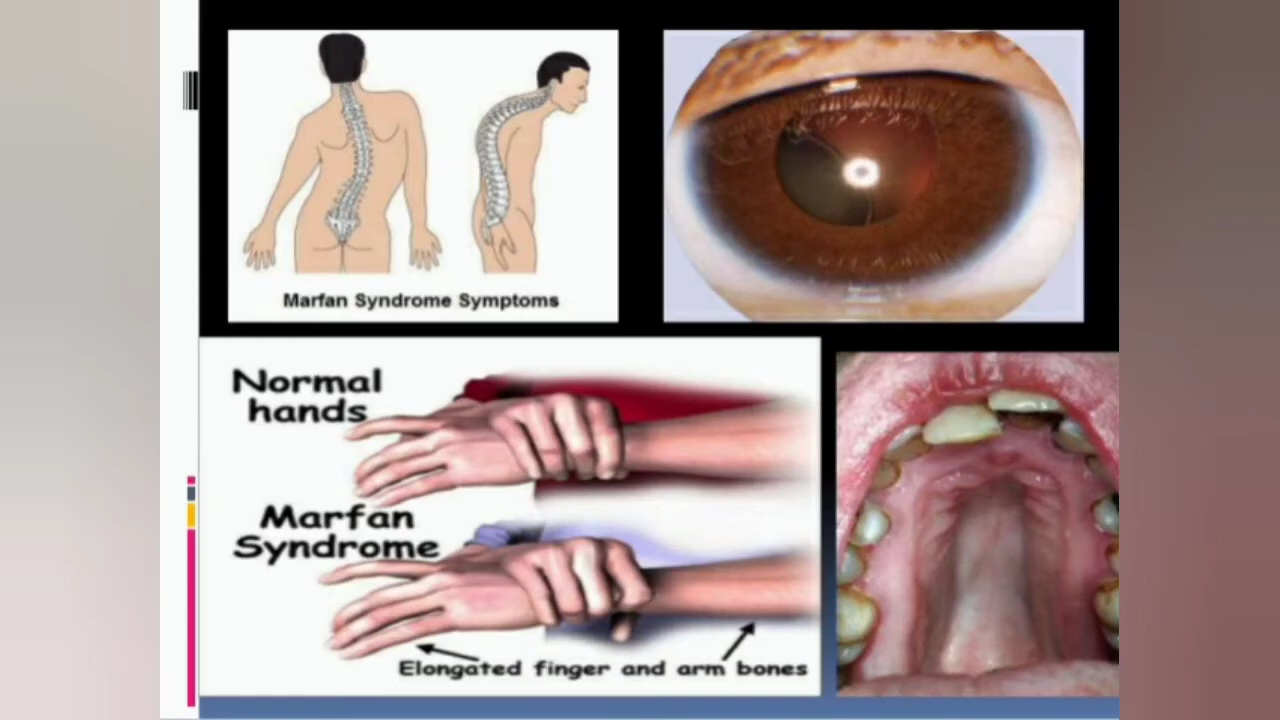 Marfan Syndrome Symptoms
Normal
hands
Marfan
Syndrome
Elongated finger and arm bones